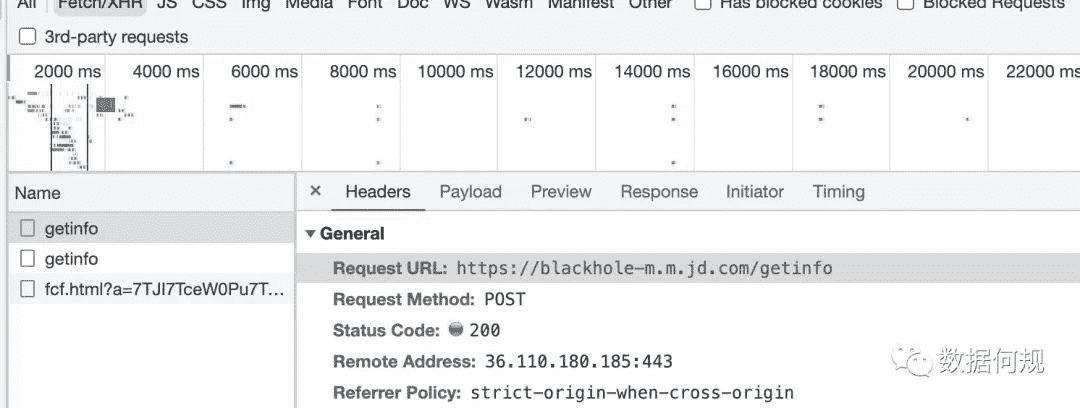 All Fetch/XHR JS CSS Img Media Font Doc WS Wasm Manifest Other Has blocked cookies Blocked Requests
3rd-party requests
2000 ms 4000 ms 6000 ms 8000 ms 10000 ms 12000 ms 14000 ms 16000 ms 18000 ms 20000 ms 22000 ms
Name
× Headers Payload Preview Response Initiator Timing
getinfo
getinfo
fcf.html?a=7TJI7TceW0Pu7T...
General
Request URL: https://blackhole-m.m.jd.com/getinfo
Request Method: POST
Status Code: 200
Remote Address: 36.110.180.185:443
Referrer Policy: strict-origin-when-cross-origin
数据何规